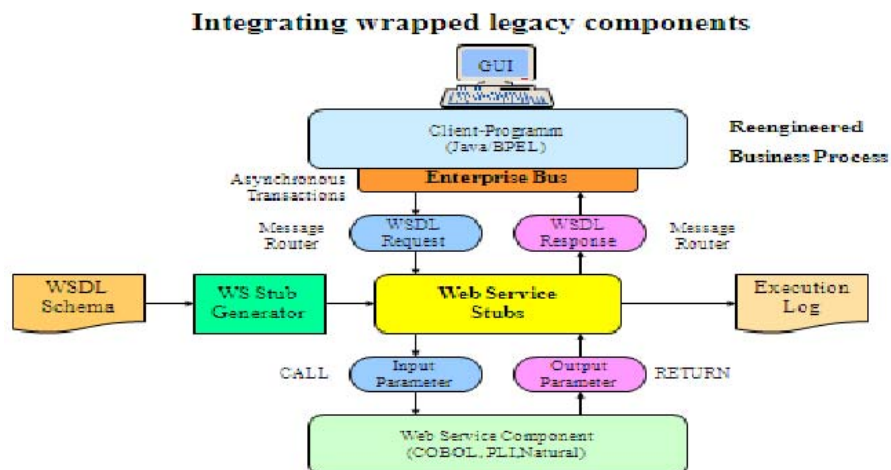 Integrating wrapped legacy components
GUI
Client-Programm
(Java/BPEL)
Reengineered
Business Process
Enterprise Bus
Asynchronous
Transactions
Message
Router
WSDL
Request
WSDL
Response
Message
Router
WSDL
Schema
WS Stub
Generator
Web Service
Stubs
Execution
Log
CALL
Input
Parameter
Output
Parameter
RETURN
Web Service Component
(COBOL, PLI,Natural)